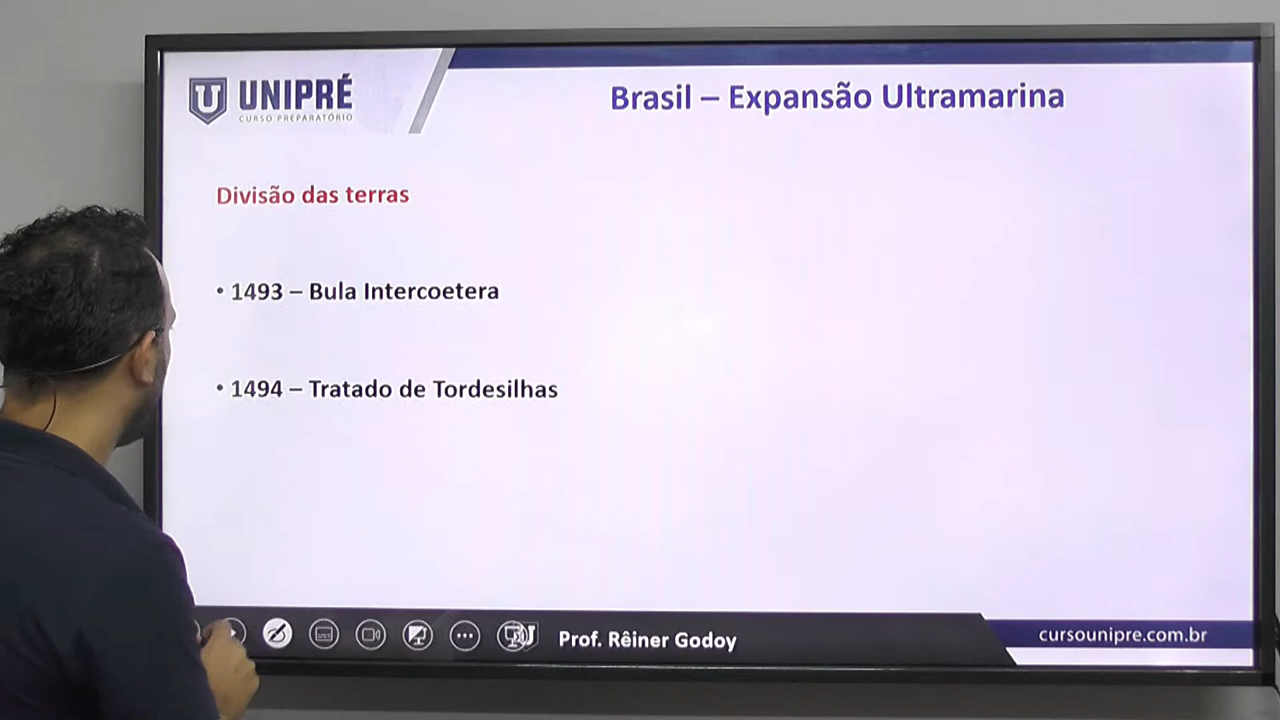 UNIPRÉ
CURSO PREPARATÓRIO
Brasil – Expansão Ultramarina
Divisão das terras
• 1493 – Bula Intercoetera
• 1494 – Tratado de Tordesilhas
Prof. Rêiner Godoy
cursounipre.com.br